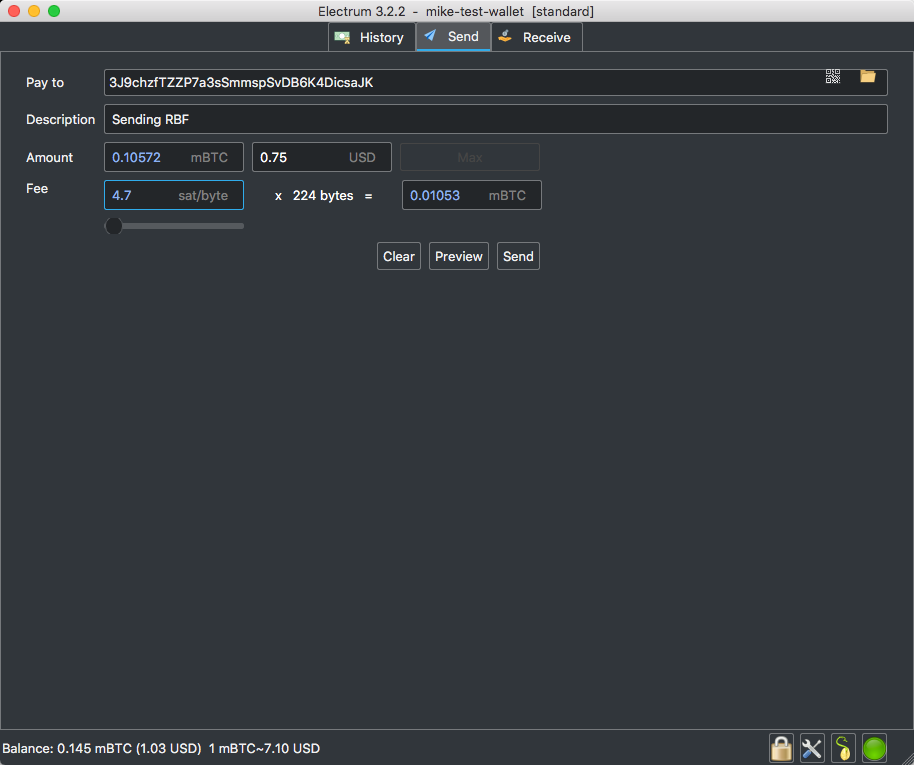 Electrum 3.2.2 - mike-test-wallet [standard]
History Send Receive
Pay to 3J9chzfTZZP7a3sSmmspSvDB6K4DicsaJK
Description Sending RBF
Amount 0.10572 mBTC 0.75 USD Max
Fee 4.7 sat/byte x 224 bytes = 0.01053 mBTC
Clear Preview Send
Balance: 0.145 mBTC (1.03 USD) 1 mBTC~7.10 USD